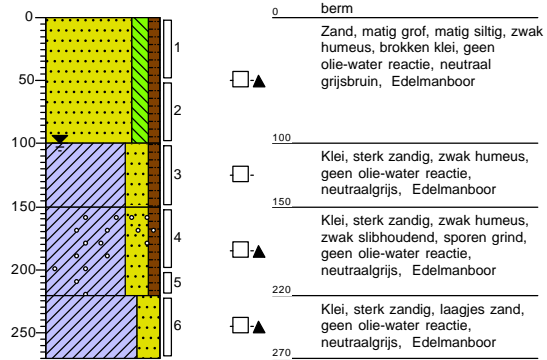 0
50
100
150
200
250
1
2
3
4
5
6
0 berm
Zand, matig grof, matig siltig, zwak
humeus, brokken klei, geen
olie-water reactie, neutraal
grijsbruin, Edelmanboor
100
Klei, sterk zandig, zwak humeus,
geen olie-water reactie,
neutraalgrijs, Edelmanboor
150
Klei, sterk zandig, zwak humeus,
zwak slibhoudend, sporen grind,
geen olie-water reactie,
neutraalgrijs, Edelmanboor
220
Klei, sterk zandig, laagjes zand,
geen olie-water reactie,
neutraalgrijs, Edelmanboor
270